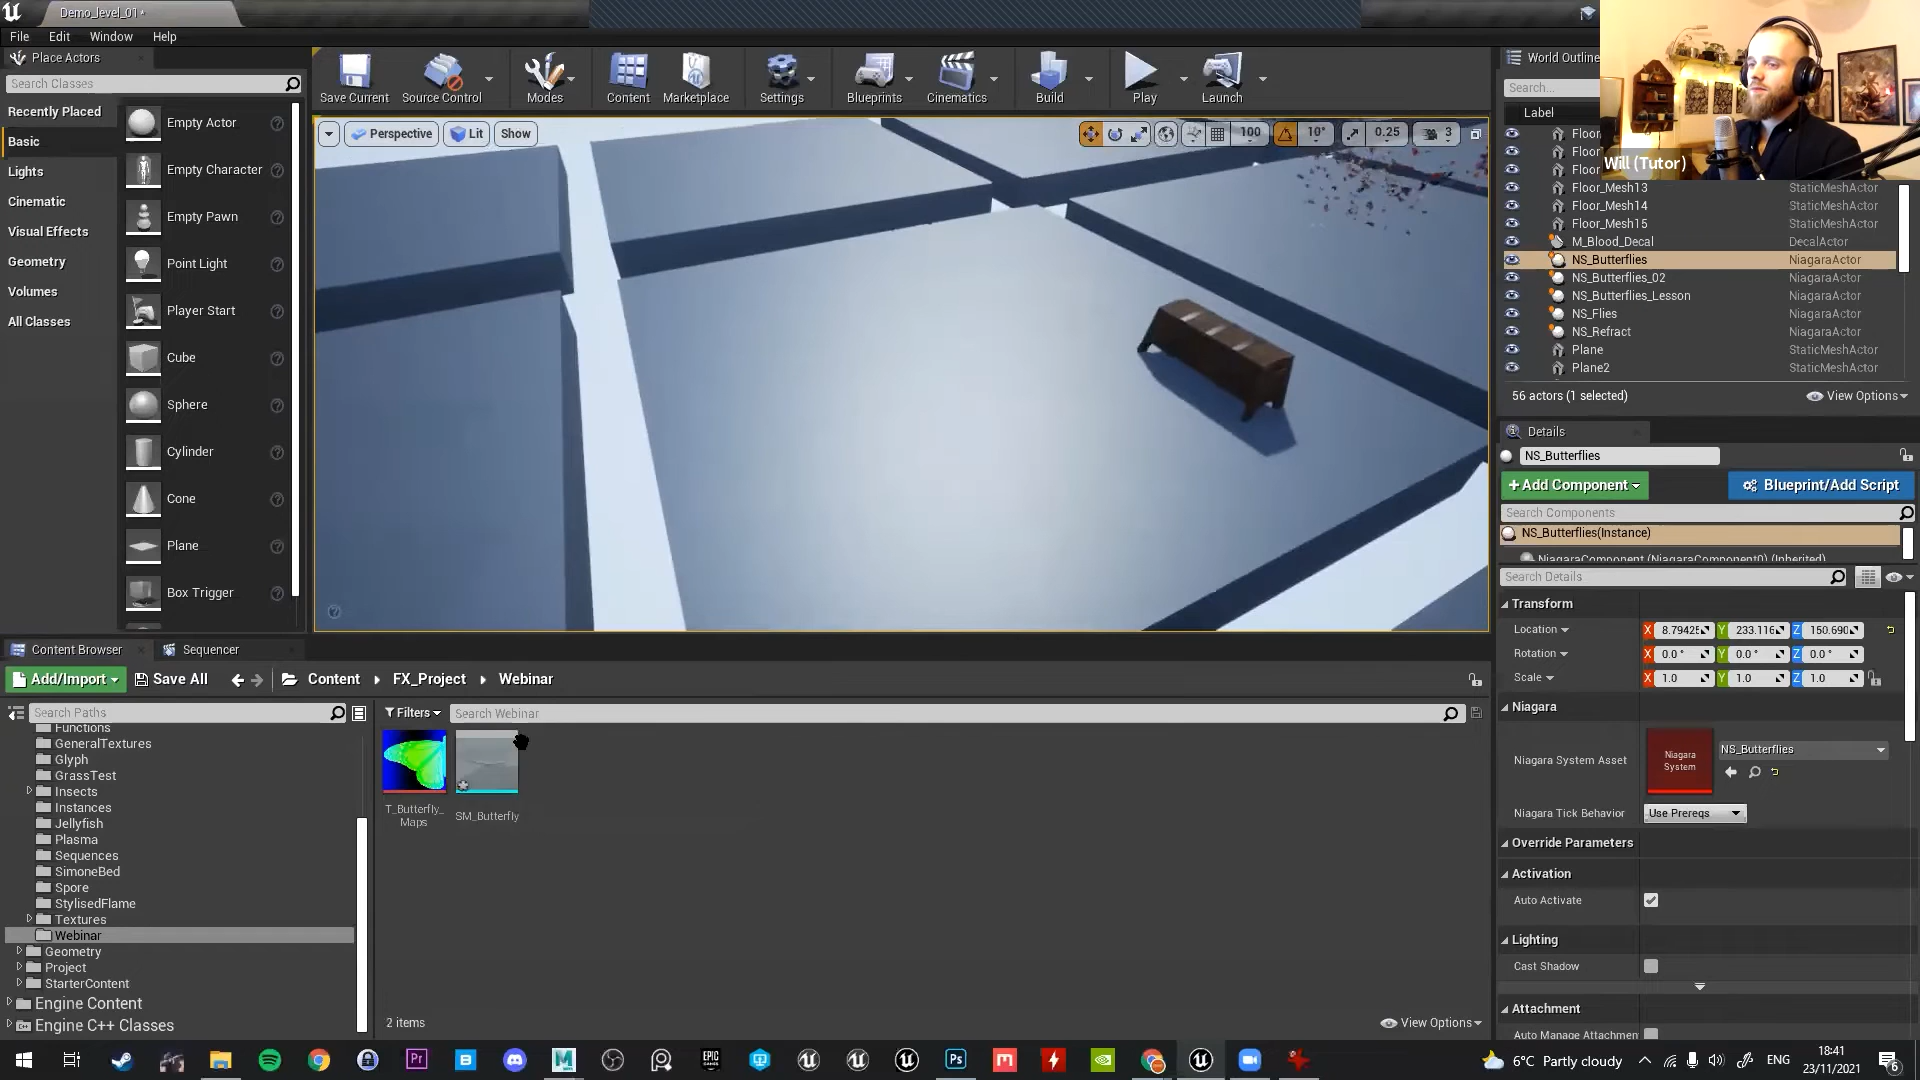 Demo_level_01*
File Edit Window Help
Place Actors
Search Classes
Recently Placed
Basic
Lights
Cinematic
Visual Effects
Geometry
Volumes
All Classes
Empty Actor
Empty Character
Empty Pawn
Point Light
Player Start
Cube
Sphere
Cylinder
Cone
Plane
Box Trigger
Save Current Source Control Modes Content Marketplace Settings Blueprints Cinematics Build Play Launch
Perspective Lit Show
100 10° 0.25 3
World Outline
Search...
Label
Will (Tutor)
Floor
Floor
Floor
Floor_Mesh13 StaticMeshActor
Floor_Mesh14 StaticMeshActor
Floor_Mesh15 StaticMeshActor
M_Blood_Decal DecalActor
NS_Butterflies NiagaraActor
NS_Butterflies_02 NiagaraActor
NS_Butterflies_Lesson NiagaraActor
NS_Flies NiagaraActor
NS_Refract NiagaraActor
Plane StaticMeshActor
Plane2 StaticMeshActor
56 actors (1 selected) View Options
Details
NS_Butterflies
+Add Component Blueprint/Add Script
Search Components
NS_Butterflies(Instance)
NiagaraComponent (NiagaraComponent0) (Inherited)
Search Details
Transform
Location X 8.79428 Y 233.116 Z 150.690
Rotation X 0.0° Y 0.0° Z 0.0°
Scale X 1.0 Y 1.0 Z 1.0
Niagara
Niagara System Asset
Niagara System
NS_Butterflies
Niagara Tick Behavior Use Prereqs
Override Parameters
Activation
Auto Activate
Lighting
Cast Shadow
Attachment
Auto Manage Attachmen
Content Browser Sequencer
Add/Import Save All Content FX_Project Webinar
Search Paths
Filters Search Webinar
Functions
GeneralTextures
Glyph
GrassTest
Insects
Instances
Jellyfish
Plasma
Sequences
SimoneBed
Spore
StylisedFlame
Textures
Webinar
Geometry
Project
StarterContent
Engine Content
Engine C++ Classes
T_Butterfly_
Maps
SM_Butterfly
2 items View Options
6°C Partly cloudy ENG 18:41
23/11/2021 6
Pr Ps EPIC